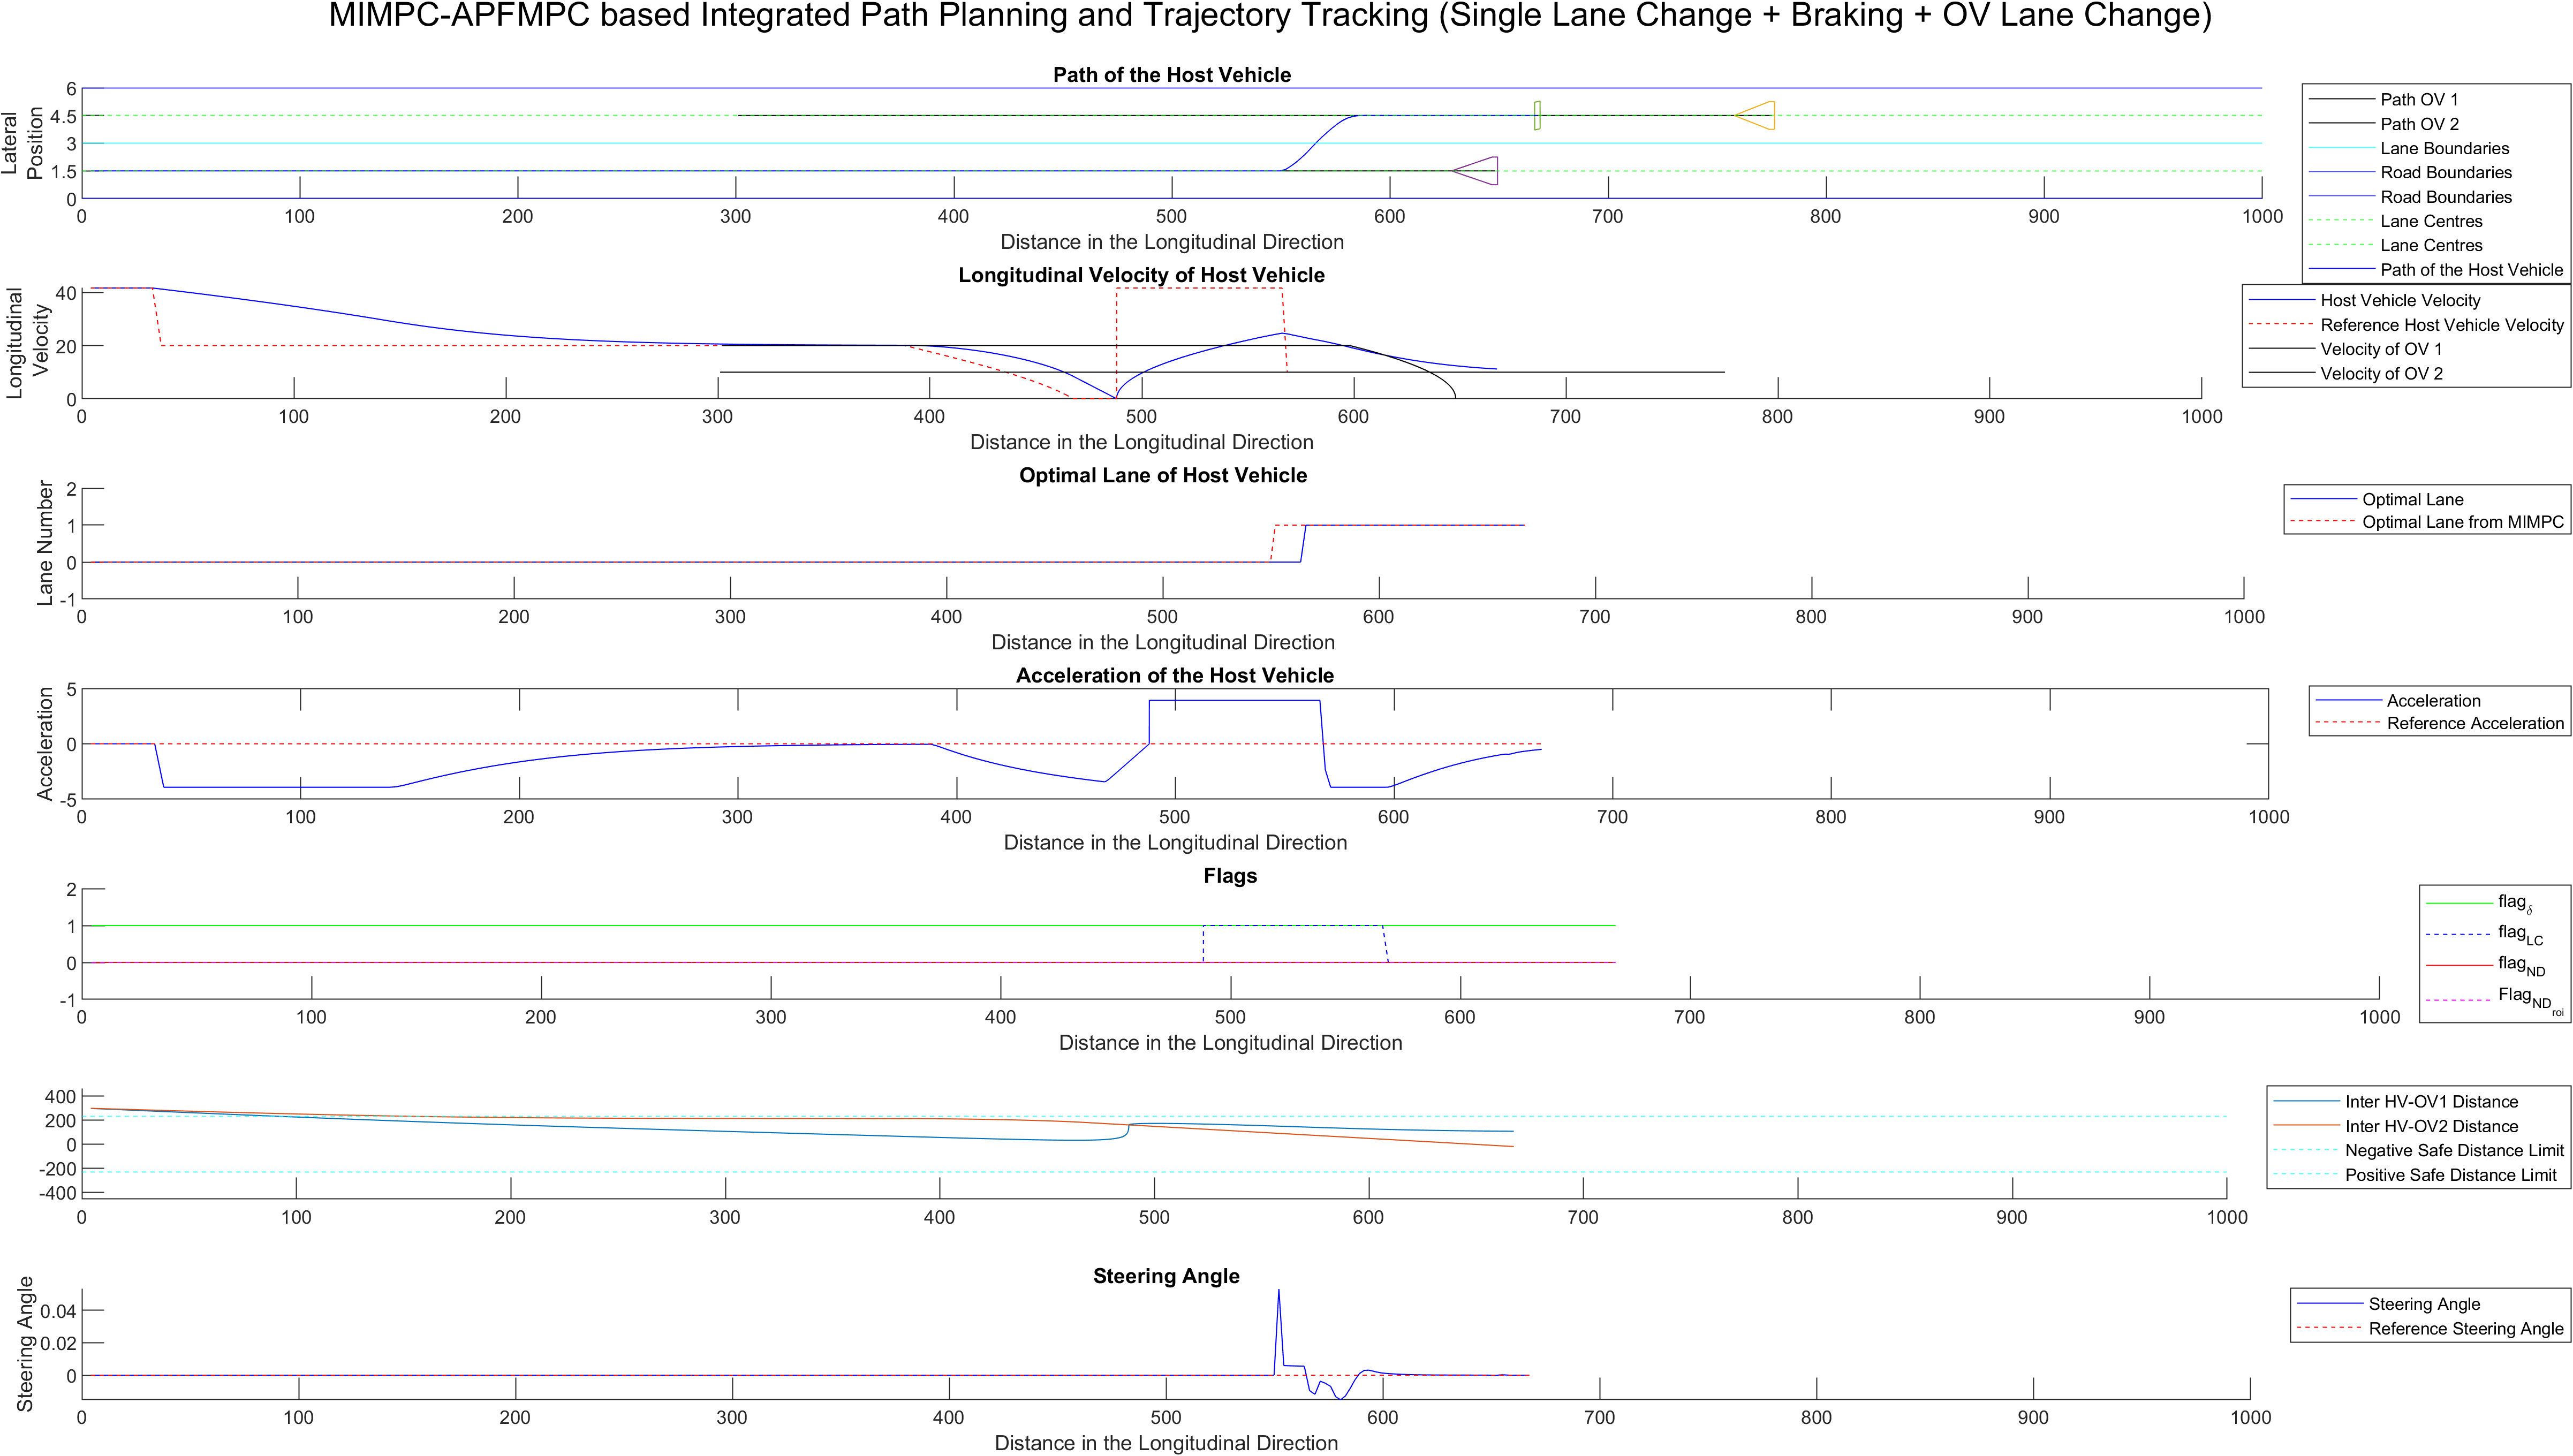 MIMPC-APFMPC based Integrated Path Planning and Trajectory Tracking (Single Lane Change + Braking + OV Lane Change)
Path of the Host Vehicle
Lateral
Position
6
4.5
3
1.5
0
0 100 200 300 400 500 600 700 800 900 1000
Distance in the Longitudinal Direction
Path OV 1
Path OV 2
Lane Boundaries
Road Boundaries
Road Boundaries
Lane Centres
Lane Centres
Path of the Host Vehicle
Longitudinal Velocity of Host Vehicle
Longitudinal
Velocity
40
20
0
0 100 200 300 400 500 600 700 800 900 1000
Distance in the Longitudinal Direction
Host Vehicle Velocity
Reference Host Vehicle Velocity
Velocity of OV 1
Velocity of OV 2
Optimal Lane of Host Vehicle
Lane Number
2
1
0
-1
0 100 200 300 400 500 600 700 800 900 1000
Distance in the Longitudinal Direction
Optimal Lane
Optimal Lane from MIMPC
Acceleration of the Host Vehicle
Acceleration
5
0
-5
0 100 200 300 400 500 600 700 800 900 1000
Distance in the Longitudinal Direction
Acceleration
Reference Acceleration
Flags
2
1
0
-1
0 100 200 300 400 500 600 700 800 900 1000
Distance in the Longitudinal Direction
flagδ
flagLC
flagND
FlagNDroi
400
200
0
-200
-400
0 100 200 300 400 500 600 700 800 900 1000
Inter HV-OV1 Distance
Inter HV-OV2 Distance
Negative Safe Distance Limit
Positive Safe Distance Limit
Steering Angle
Steering Angle
0.04
0.02
0
0 100 200 300 400 500 600 700 800 900 1000
Distance in the Longitudinal Direction
Steering Angle
Reference Steering Angle